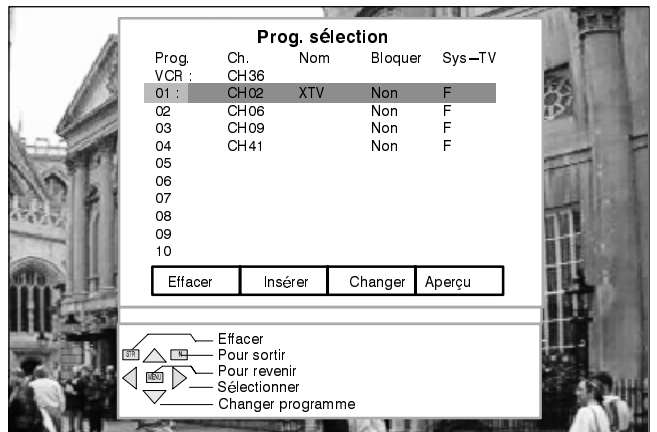 Prog. sélection
Prog. Ch. Nom Bloquer Sys–TV
VCR : CH36
01 : CH02 XTV Non F
02 CH06 Non F
03 CH09 Non F
04 CH41 Non F
05
06
07
08
09
10
Effacer Insérer Changer Aperçu
Effacer
STR N Pour sortir
Pour revenir
MENU
Sélectionner
Changer programme